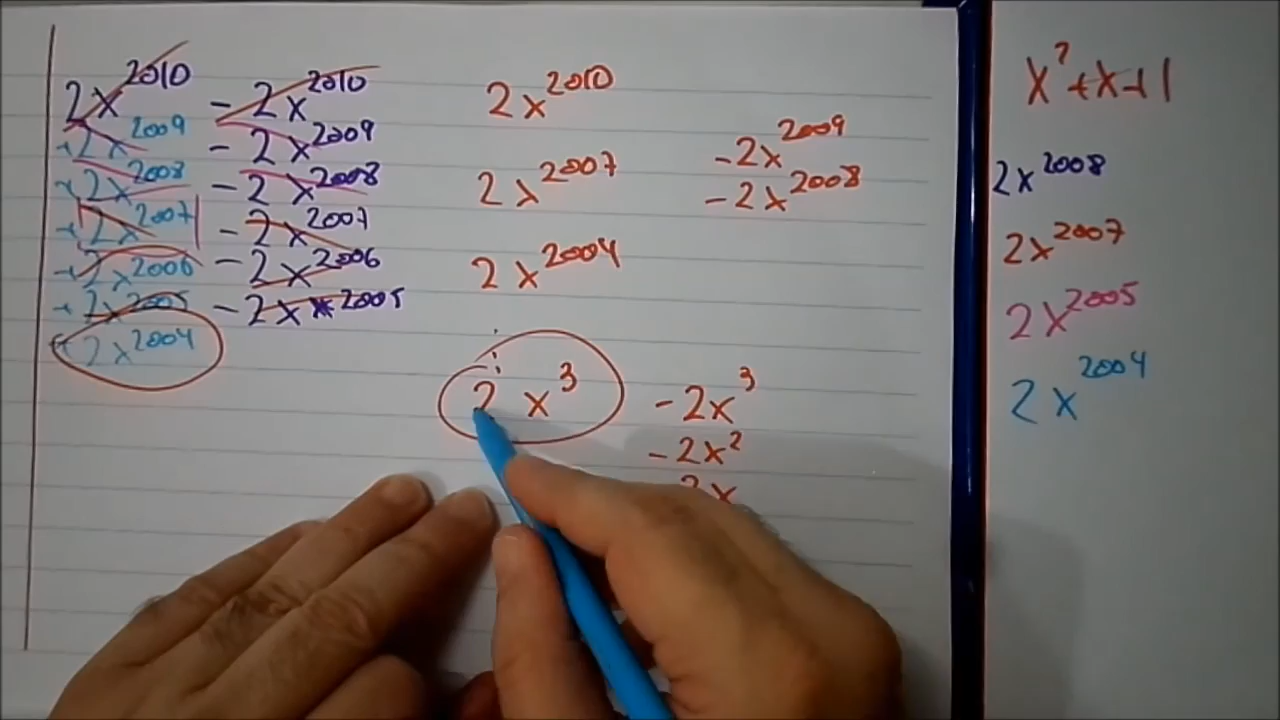 2x^2010 - 2x^2010
+2x^2009 - 2x^2009
+2x^2008 - 2x^2008
+2x^2007 - 2x^2007
+2x^2006 - 2x^2006
+2x^2005 - 2x^2005
+2x^2004
2x^2010
-2x^2009
2x^2007 -2x^2008
2x^2004
2x^3 -2x^3
-2x^2
2x
x^2+x+1
2x^2008
2x^2007
2x^2005
2x^2004